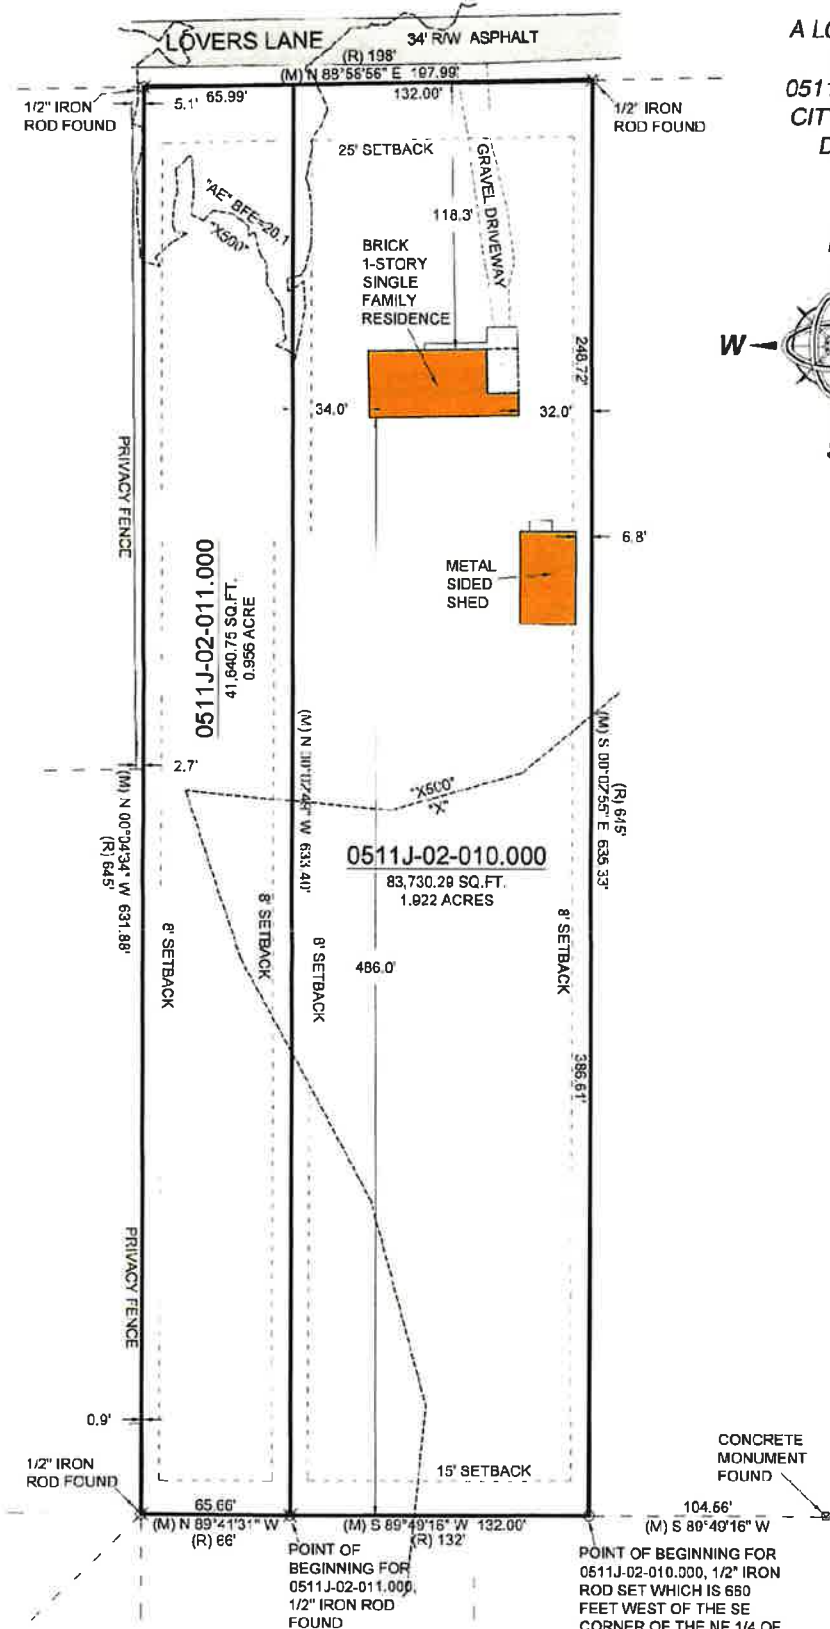 LOVERS LANE
34' R/W ASPHALT
(R) 198'
(M) N 88°56'56" E 197.99'
65.99'
132.00'
5.1'
1/2" IRON
ROD FOUND
1/2" IRON
ROD FOUND
A LO
0511
CIT
D
25' SETBACK
"AE" BFE=20.1
"X500"
118.3'
GRAVEL DRIVEWAY
BRICK
1-STORY
SINGLE
FAMILY
RESIDENCE
W
248.72'
34.0'
32.0'
PRIVACY FENCE
6.8'
METAL
SIDED
SHED
0511J-02-011.000
41,640.75 SQ.FT.
0.956 ACRE
2.7'
(M) N 00°04'34" W 631.88'
(R) 645'
(M) N 00°02'48" W 633.40'
(M) S 00°02'55" E 635.33'
(R) 645'
"X500"
"X"
0511J-02-010.000
83,730.29 SQ.FT.
1.922 ACRES
8' SETBACK
8' SETBACK
8' SETBACK
8' SETBACK
486.0'
386.61'
PRIVACY FENCE
0.9'
15' SETBACK
1/2" IRON
ROD FOUND
CONCRETE
MONUMENT
FOUND
65.66'
(M) N 89°41'31" W
(R) 66'
(M) S 89°49'16" W 132.00'
(R) 132'
104.66'
(M) S 89°49'16" W
POINT OF
BEGINNING FOR
0511J-02-011.000,
1/2" IRON ROD
FOUND
POINT OF BEGINNING FOR
0511J-02-010.000, 1/2" IRON
ROD SET WHICH IS 660
FEET WEST OF THE SE
CORNER OF THE NE 1/4 OF